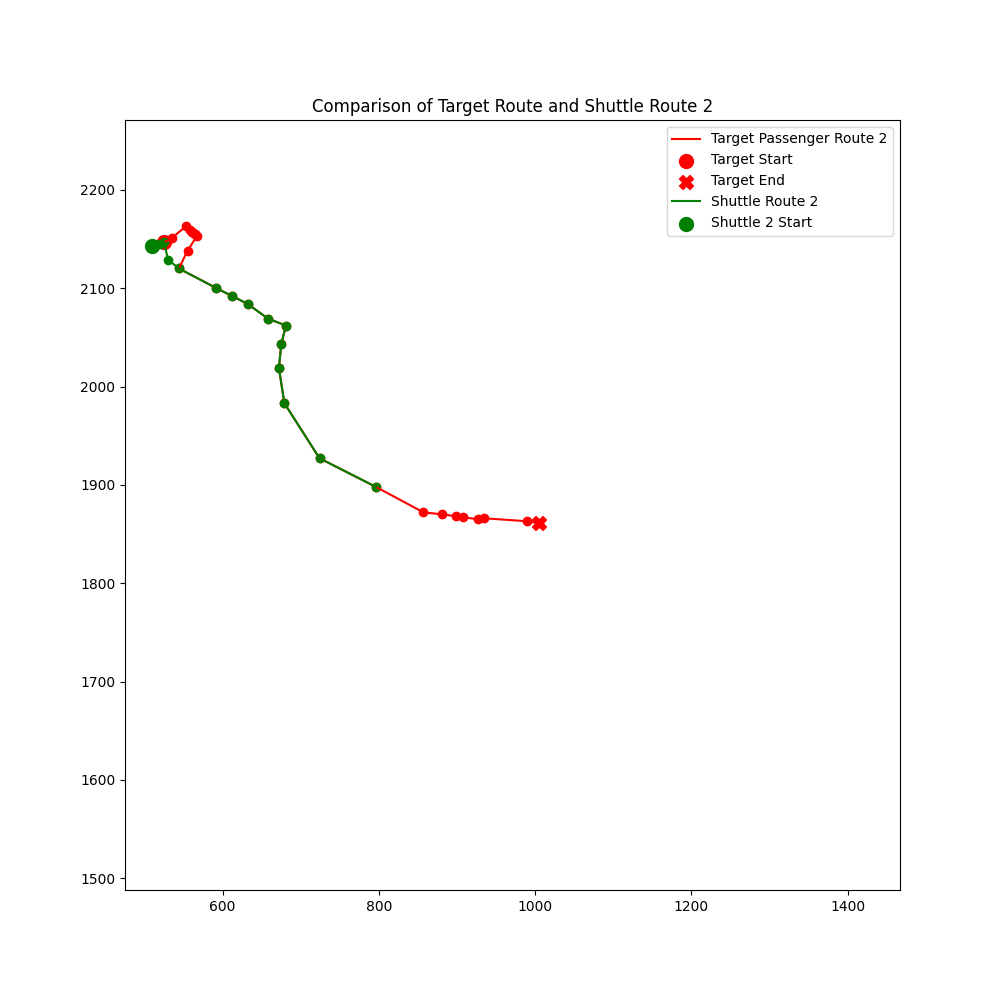 Comparison of Target Route and Shuttle Route 2
Target Passenger Route 2
Target Start
Target End
Shuttle Route 2
Shuttle 2 Start
2200
2100
2000
1900
1800
1700
1600
1500
600 800 1000 1200 1400